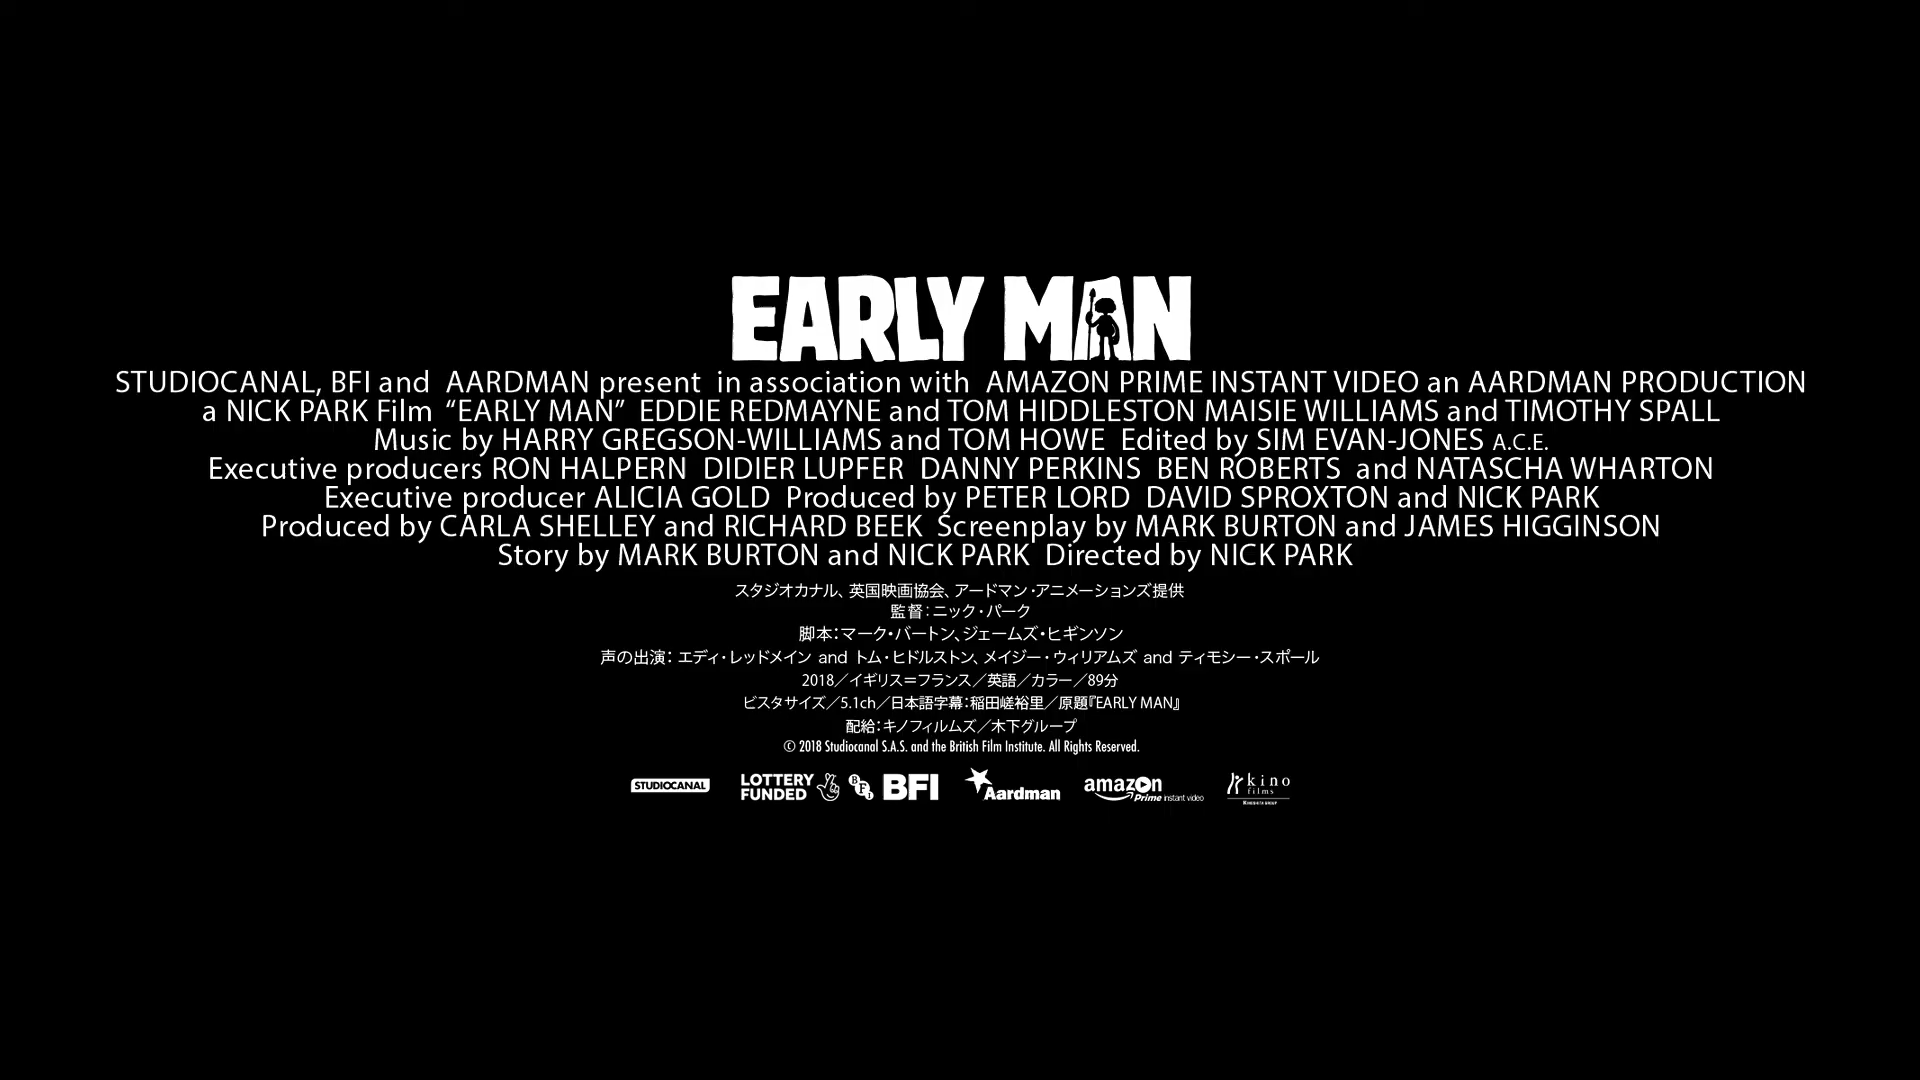 EARLY MAN
STUDIOCANAL, BFI and AARDMAN present in association with AMAZON PRIME INSTANT VIDEO an AARDMAN PRODUCTION
a NICK PARK Film “EARLY MAN” EDDIE REDMAYNE and TOM HIDDLESTON MAISIE WILLIAMS and TIMOTHY SPALL
Music by HARRY GREGSON-WILLIAMS and TOM HOWE Edited by SIM EVAN-JONES A.C.E.
Executive producers RON HALPERN DIDIER LUPFER DANNY PERKINS BEN ROBERTS and NATASCHA WHARTON
Executive producer ALICIA GOLD Produced by PETER LORD DAVID SPROXTON and NICK PARK
Produced by CARLA SHELLEY and RICHARD BEEK Screenplay by MARK BURTON and JAMES HIGGINSON
Story by MARK BURTON and NICK PARK Directed by NICK PARK
スタジオカナル、英国映画協会、アードマン・アニメーションズ提供
監督：ニック・パーク
脚本：マーク・バートン、ジェームズ・ヒギンソン
声の出演：エディ・レッドメイン and トム・ヒドルストン、メイジー・ウィリアムズ and ティモシー・スポール
2018／イギリス＝フランス／英語／カラー／89分
ビスタサイズ／5.1ch／日本語字幕：稲田嵯裕里／原題『EARLY MAN』
配給：キノフィルムズ／木下グループ
© 2018 Studiocanal S.A.S. and the British Film Institute. All Rights Reserved.
STUDIOCANAL LOTTERY FUNDED BFI BFI Aardman amazon Prime instant video kino films KINOSHITA GROUP